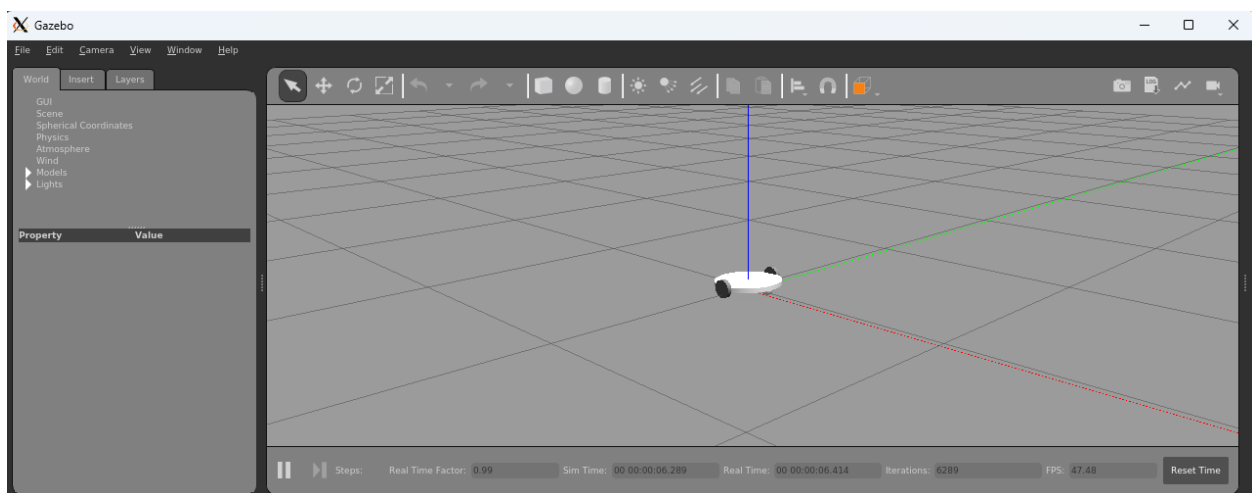 Gazebo
File Edit Camera View Window Help
World Insert Layers
GUI
Scene
Spherical Coordinates
Physics
Atmosphere
Wind
Models
Lights
Property Value
LOG
Steps: Real Time Factor: 0.99 Sim Time: 00 00:00:06.289 Real Time: 00 00:00:06.414 Iterations: 6289 FPS: 47.48 Reset Time